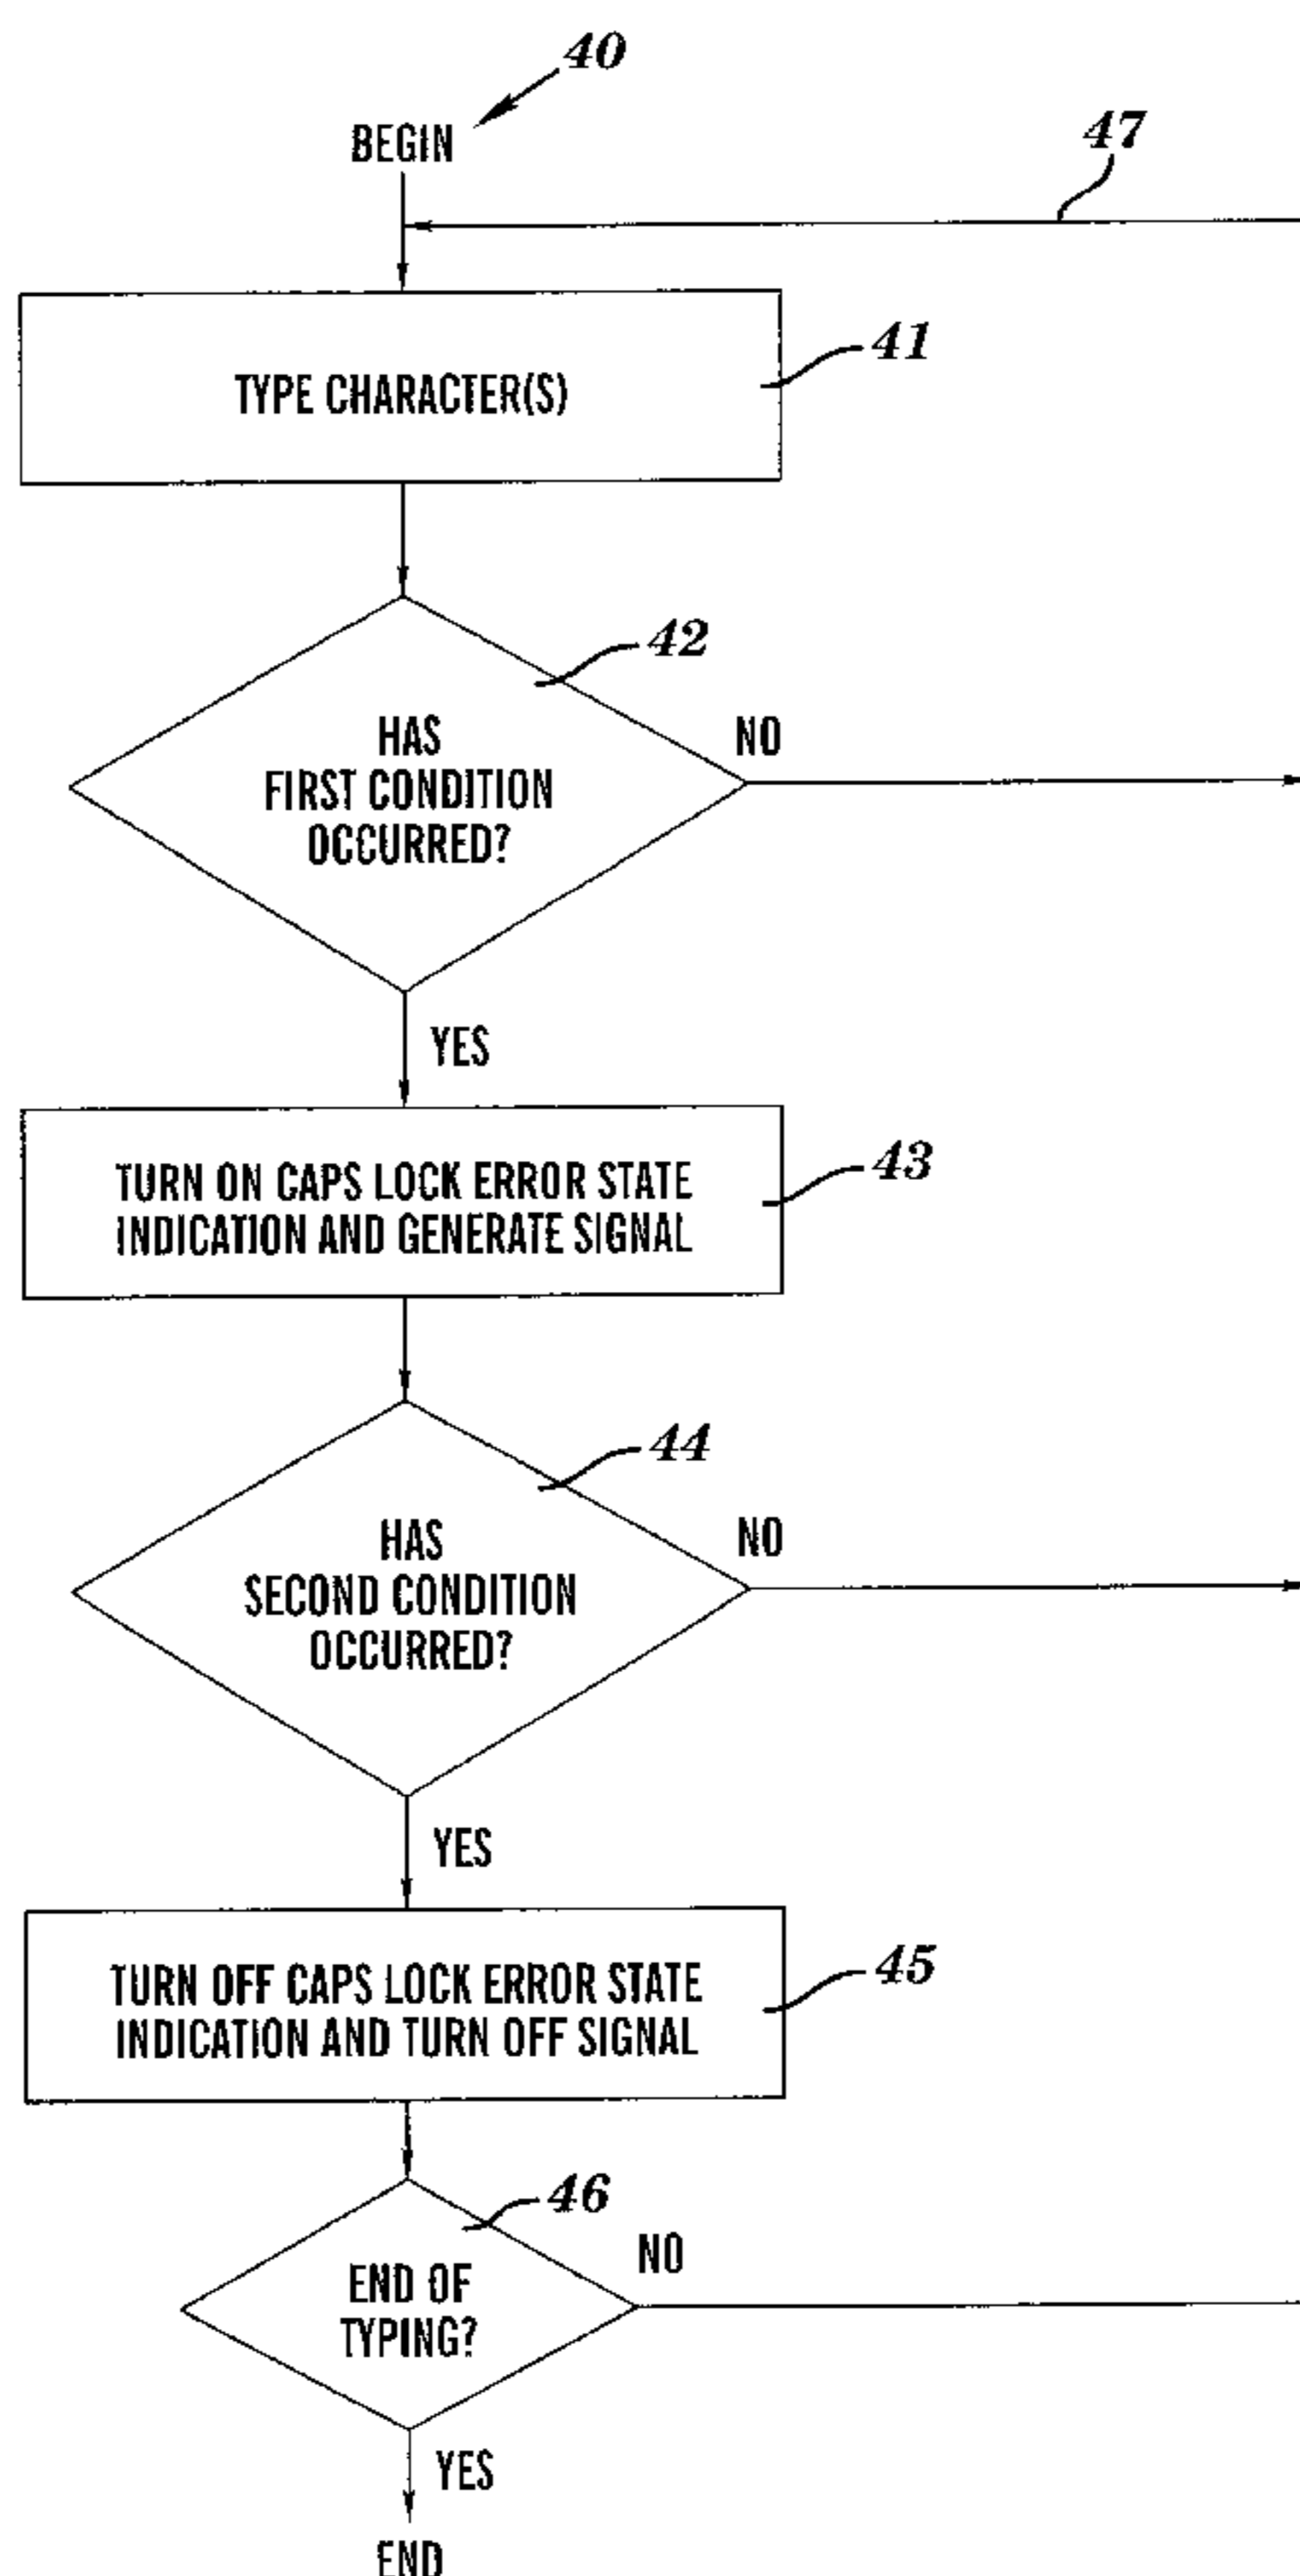 40
BEGIN
47
TYPE CHARACTER(S)
41
42
HAS
FIRST CONDITION
OCCURRED?
NO
YES
TURN ON CAPS LOCK ERROR STATE
INDICATION AND GENERATE SIGNAL
43
44
HAS
SECOND CONDITION
OCCURRED?
NO
YES
TURN OFF CAPS LOCK ERROR STATE
INDICATION AND TURN OFF SIGNAL
45
46
END OF
TYPING?
NO
YES
END